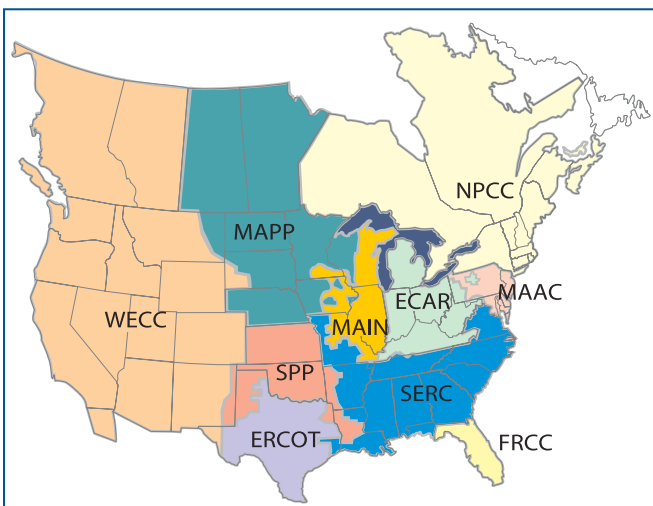 NPCC
MAPP
MAAC
ECAR
WECC
MAIN
SPP
SERC
ERCOT
FRCC